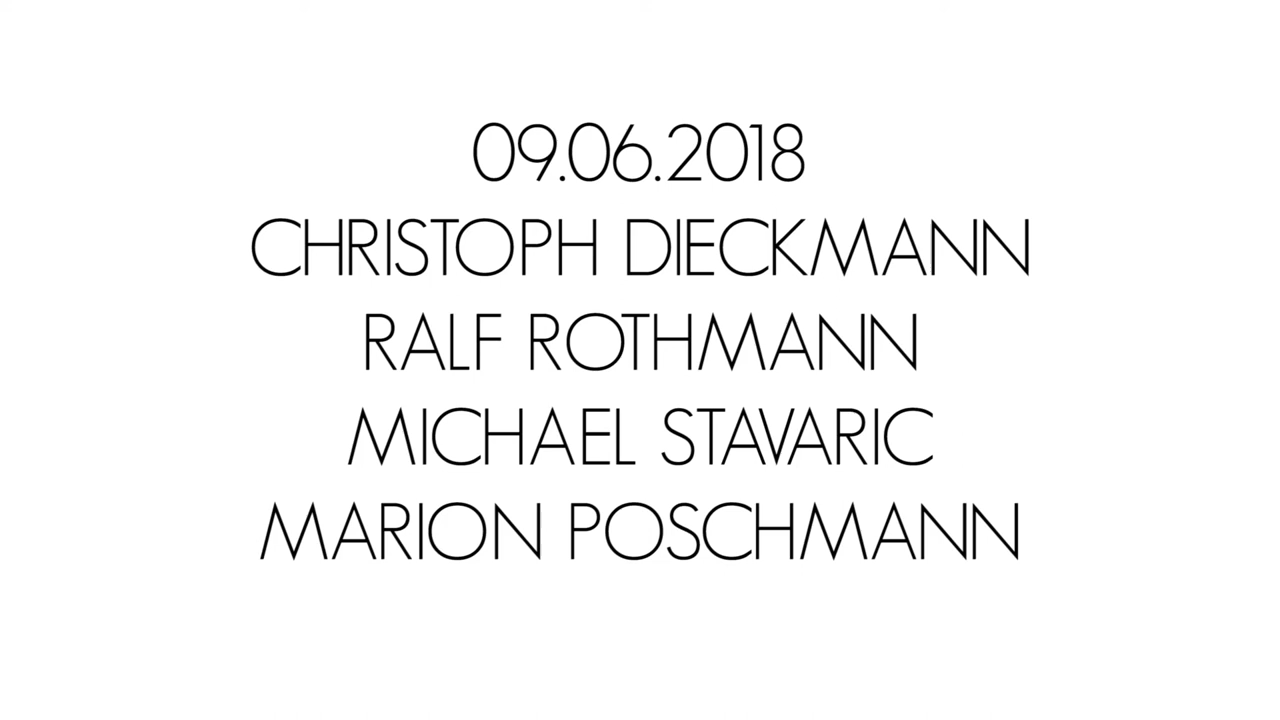 09.06.2018
CHRISTOPH DIECKMANN
RALF ROTHMANN
MICHAEL STAVARIC
MARION POSCHMANN